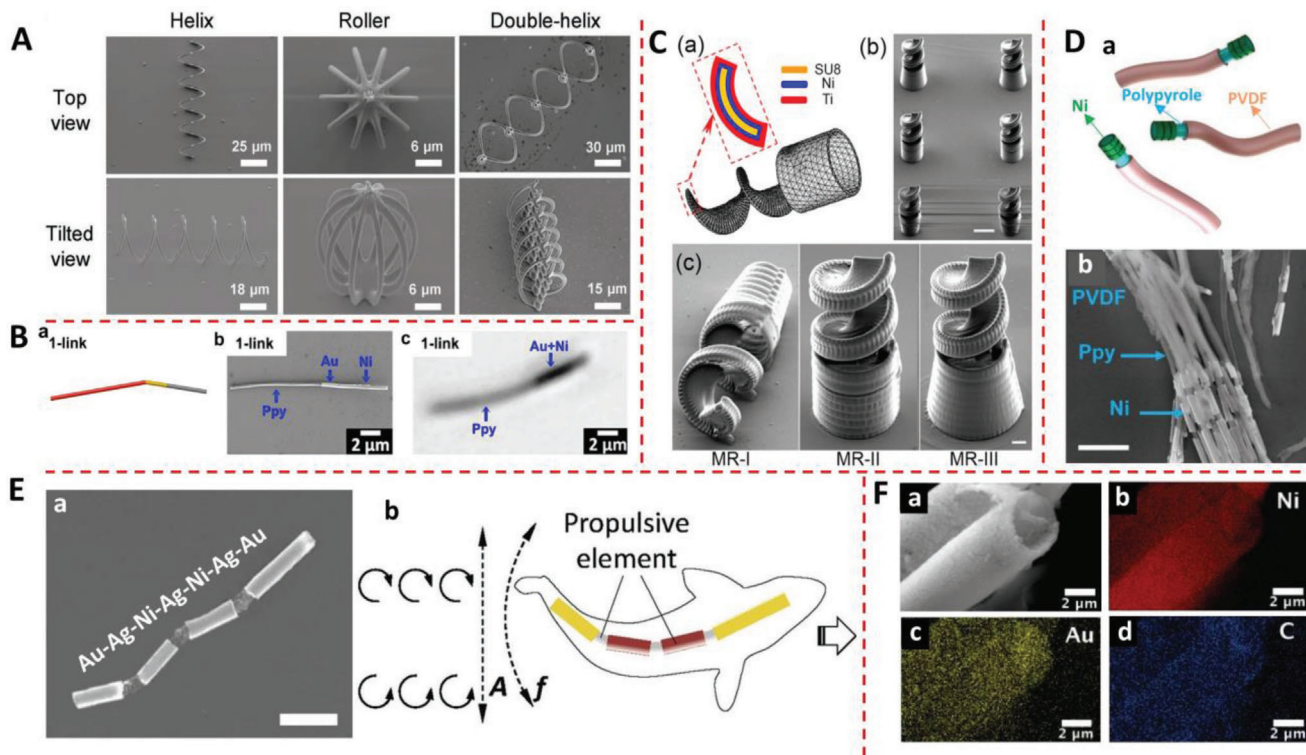 A
Helix
Roller
Double-helix
Top
view
25 µm
6 µm
30 µm
Tilted
view
18 µm
6 µm
15 µm
B
a
1-link
b
1-link
Au
Ni
Ppy
2 µm
c
1-link
Au+Ni
Ppy
2 µm
C
(a)
SU8
Ni
Ti
(b)
(c)
MR-I
MR-II
MR-III
D
a
Ni
Polypyrole
PVDF
b
PVDF
Ppy
Ni
E
a
Au-Ag-Ni-Ag-Ni-Ag-Au
b
Propulsive
element
A
f
F
a
2 µm
b
Ni
2 µm
c
Au
2 µm
d
C
2 µm